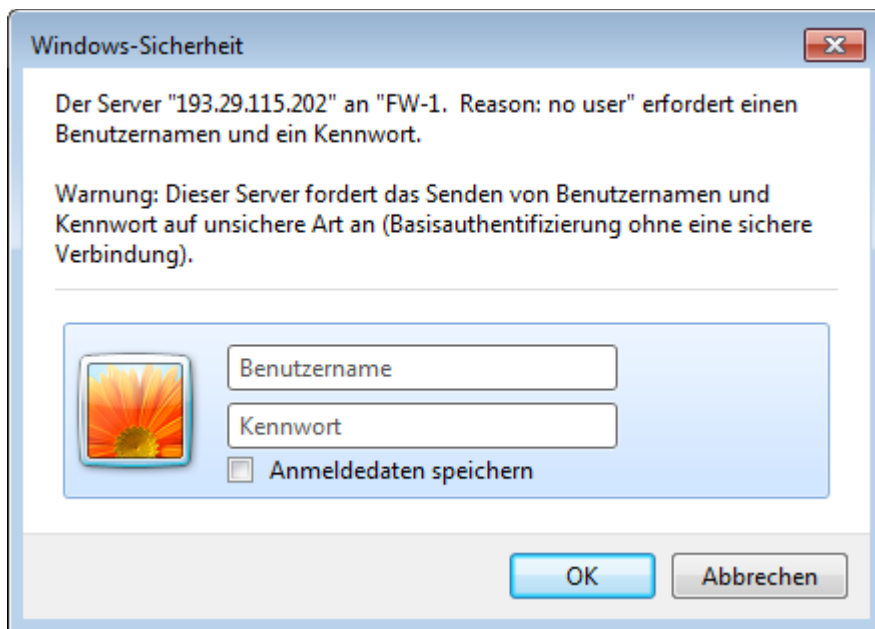 Windows-Sicherheit
Der Server "193.29.115.202" an "FW-1.  Reason: no user" erfordert einen
Benutzernamen und ein Kennwort.
Warnung: Dieser Server fordert das Senden von Benutzernamen und
Kennwort auf unsichere Art an (Basisauthentifizierung ohne eine sichere
Verbindung).
Benutzername
Kennwort
Anmeldedaten speichern
OK
Abbrechen